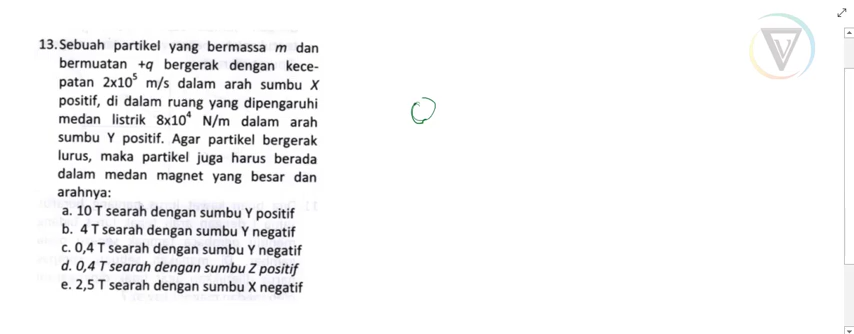 13. Sebuah partikel yang bermassa m dan
bermuatan +q bergerak dengan kece-
patan 2x10⁵ m/s dalam arah sumbu X
positif, di dalam ruang yang dipengaruhi
medan listrik 8x10⁴ N/m dalam arah
sumbu Y positif. Agar partikel bergerak
lurus, maka partikel juga harus berada
dalam medan magnet yang besar dan
arahnya:
a. 10 T searah dengan sumbu Y positif
b. 4 T searah dengan sumbu Y negatif
c. 0,4 T searah dengan sumbu Y negatif
d. 0,4 T searah dengan sumbu Z positif
e. 2,5 T searah dengan sumbu X negatif